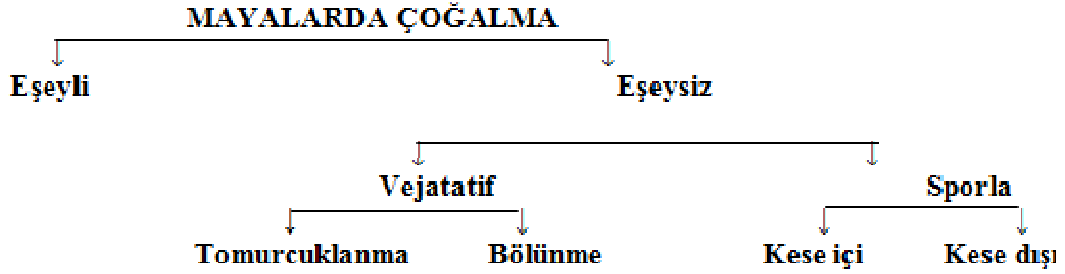 MAYALARDA ÇOĞALMA
Eşeyli Eşeysiz
Vejatatif Sporla
Tomurcuklanma Bölünme Kese içi Kese dışı